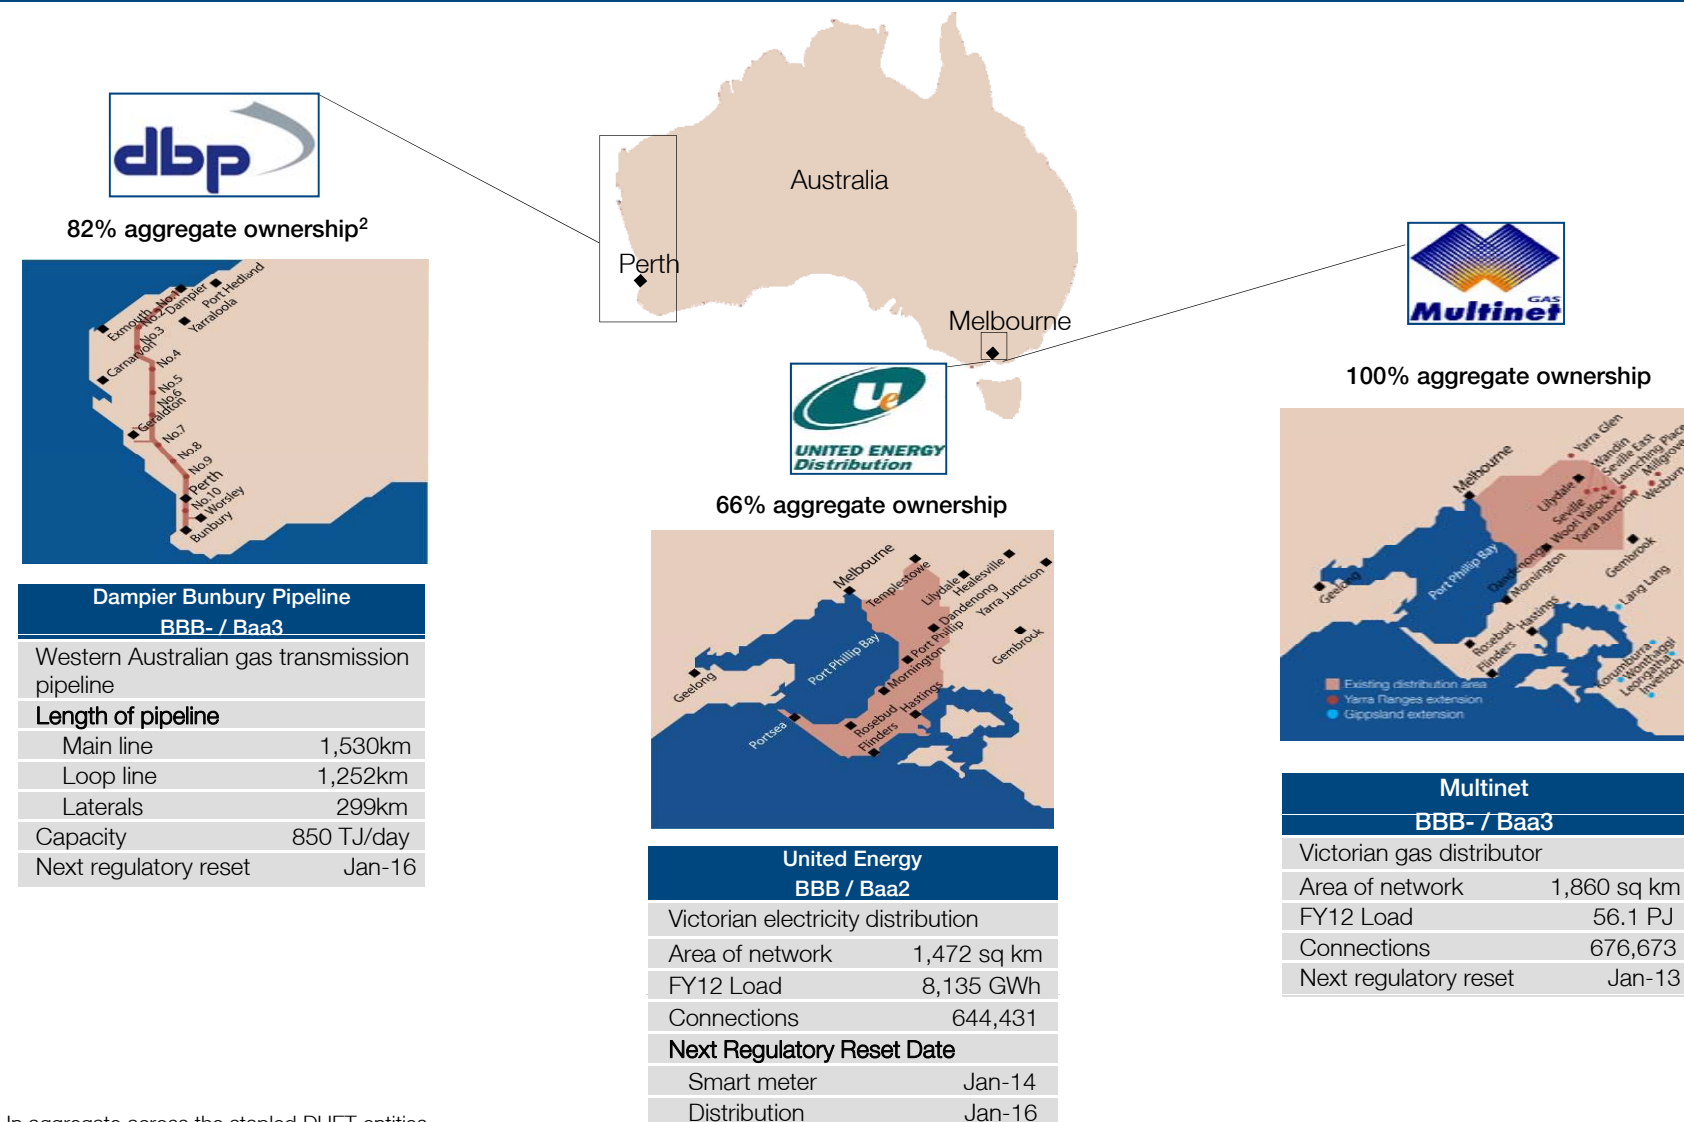 Australia
Perth
Melbourne
dbp
82% aggregate ownership²
Exmouth
No.1
No.2
Dampier
Port Hedland
Yarraloola
No.3
Carnarvon
No.4
No.5
No.6
Geraldton
No.7
No.8
No.9
Perth
No.10
Worsley
Bunbury
Dampier Bunbury Pipeline
BBB- / Baa3
Western Australian gas transmission
pipeline
Length of pipeline
Main line 1,530km
Loop line 1,252km
Laterals 299km
Capacity 850 TJ/day
Next regulatory reset Jan-16
Ue
UNITED ENERGY
Distribution
66% aggregate ownership
Melbourne
Templestowe
Lilydale
Healesville
Dandenong
Yarra Junction
Port Phillip
Port Phillip Bay
Mornington
Gembrook
Geelong
Hastings
Rosebud
Flinders
Portsea
United Energy
BBB / Baa2
Victorian electricity distribution
Area of network 1,472 sq km
FY12 Load 8,135 GWh
Connections 644,431
Next Regulatory Reset Date
Smart meter Jan-14
Distribution Jan-16
GAS
Multinet
100% aggregate ownership
Yarra Glen
Melbourne
Wandin
Seville East
Launching Place
Millgrove
Lilydale
Seville
Woori Yallock
Yarra Junction
Wesburn
Dandenong
Mornington
Port Phillip Bay
Gembrook
Geelong
Lang Lang
Hastings
Rosebud
Flinders
Korumburra
Wonthaggi
Leongatha
Inverloch
Existing distribution area
Yarra Ranges extension
Gippsland extension
Multinet
BBB- / Baa3
Victorian gas distributor
Area of network 1,860 sq km
FY12 Load 56.1 PJ
Connections 676,673
Next regulatory reset Jan-13
In aggregate across the stapled DUET entities